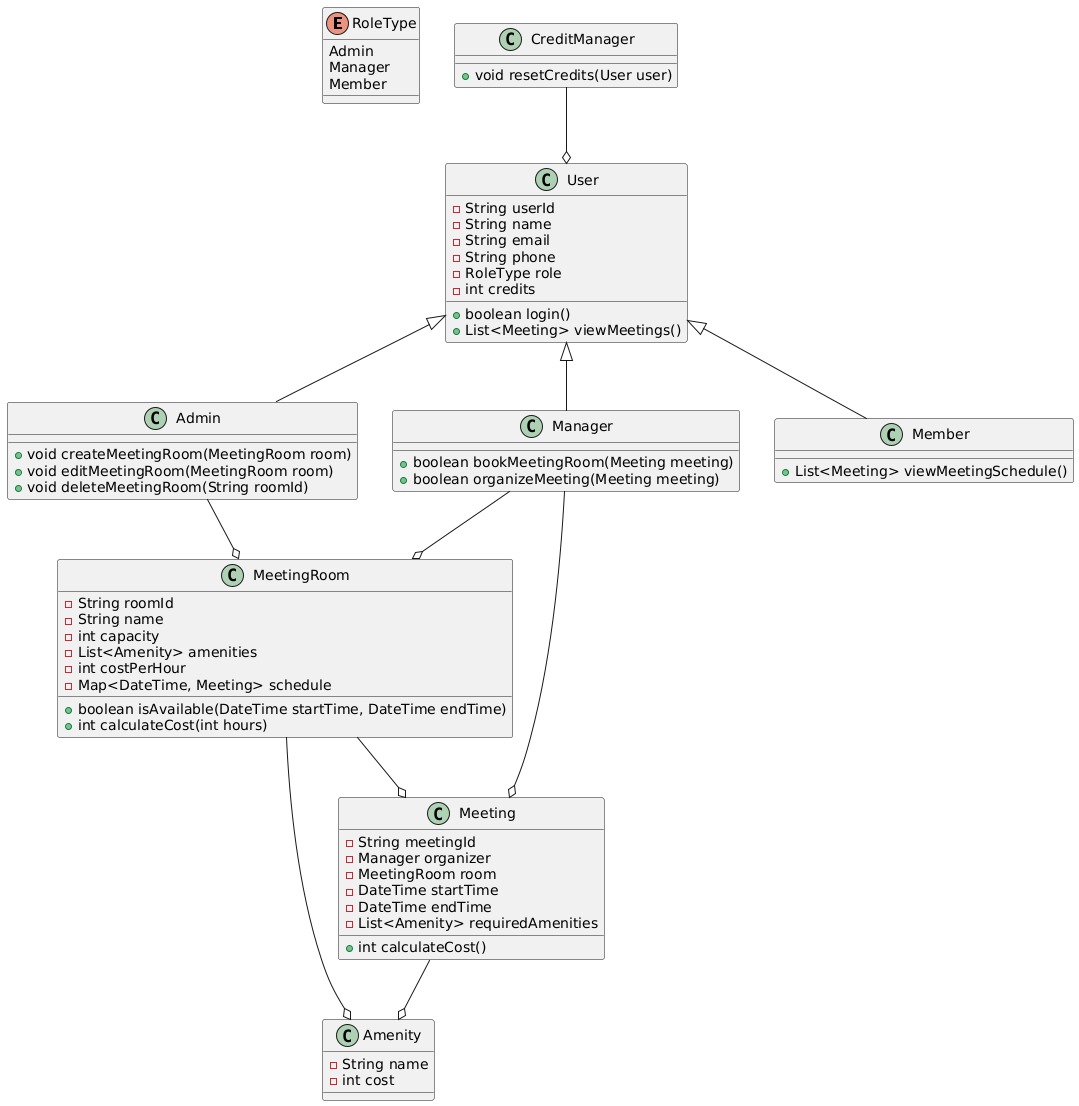 E RoleType
Admin
Manager
Member
C CreditManager
void resetCredits(User user)
C User
String userId
String name
String email
String phone
RoleType role
int credits
boolean login()
List<Meeting> viewMeetings()
C Admin
void createMeetingRoom(MeetingRoom room)
void editMeetingRoom(MeetingRoom room)
void deleteMeetingRoom(String roomId)
C Manager
boolean bookMeetingRoom(Meeting meeting)
boolean organizeMeeting(Meeting meeting)
C Member
List<Meeting> viewMeetingSchedule()
C MeetingRoom
String roomId
String name
int capacity
List<Amenity> amenities
int costPerHour
Map<DateTime, Meeting> schedule
boolean isAvailable(DateTime startTime, DateTime endTime)
int calculateCost(int hours)
C Meeting
String meetingId
Manager organizer
MeetingRoom room
DateTime startTime
DateTime endTime
List<Amenity> requiredAmenities
int calculateCost()
C Amenity
String name
int cost